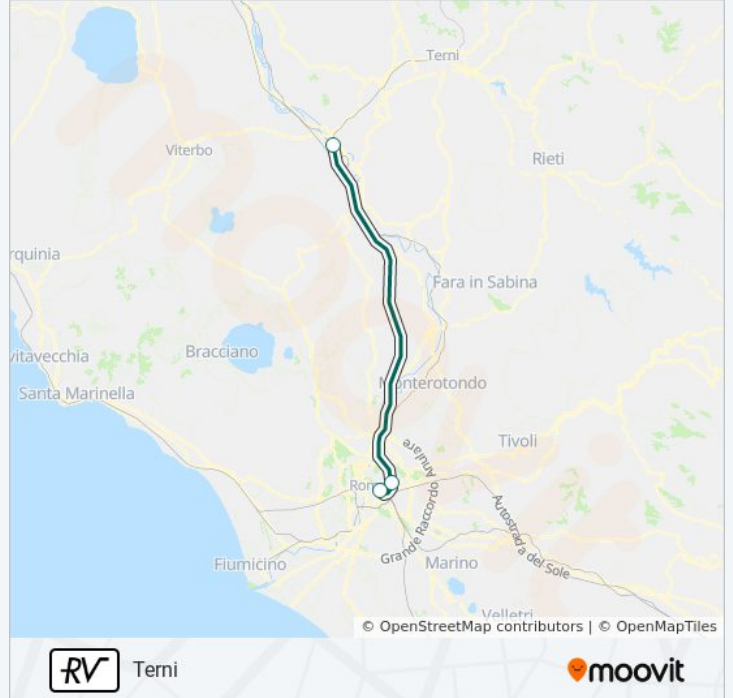 Terni
Viterbo
Rieti
rquinia
Fara in Sabina
vitavecchia
Bracciano
Monterotondo
Santa Marinella
Tivoli
Grande Raccordo Anulare
Rom
Autostrada del Sole
Fiumicino
Marino
Velletri
© OpenStreetMap contributors | © OpenMapTiles
RV
Terni
moovit
moovit